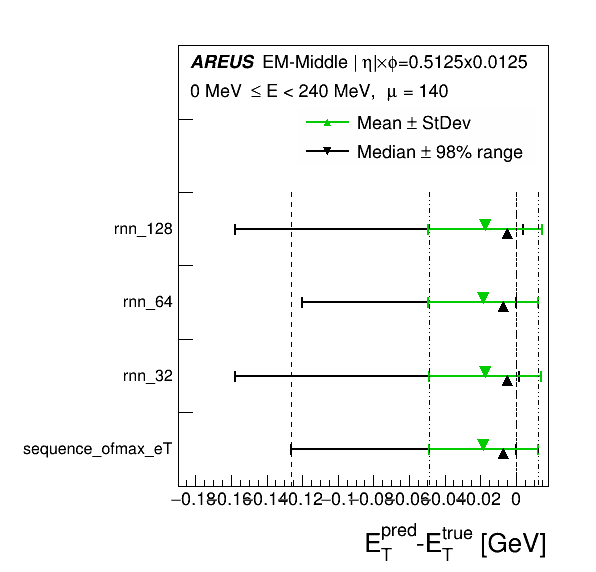 AREUS EM-Middle | η|×ϕ=0.5125x0.0125
0 MeV ≤ E < 240 MeV, μ = 140
Mean ± StDev
Median ± 98% range
rnn_128
rnn_64
rnn_32
sequence_ofmax_eT
−0.18 −0.16 −0.14 −0.12 −0.1 −0.08 −0.06 −0.04 −0.02 0
E_T^pred-E_T^true [GeV]